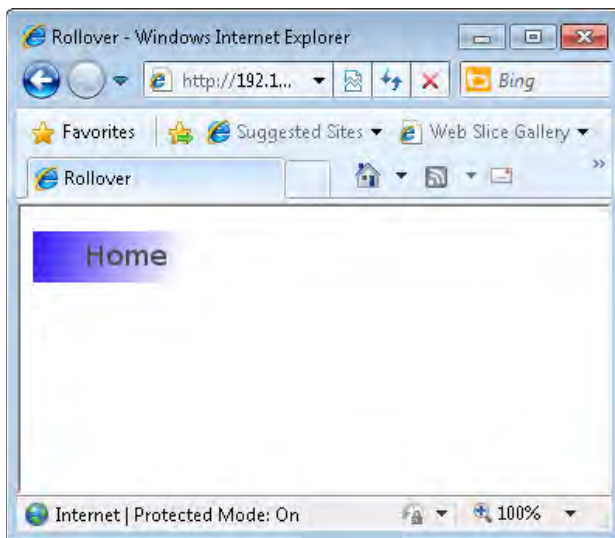 Rollover - Windows Internet Explorer
http://192.1... Bing
Favorites Suggested Sites Web Slice Gallery
Rollover »
Home
Internet | Protected Mode: On 100%